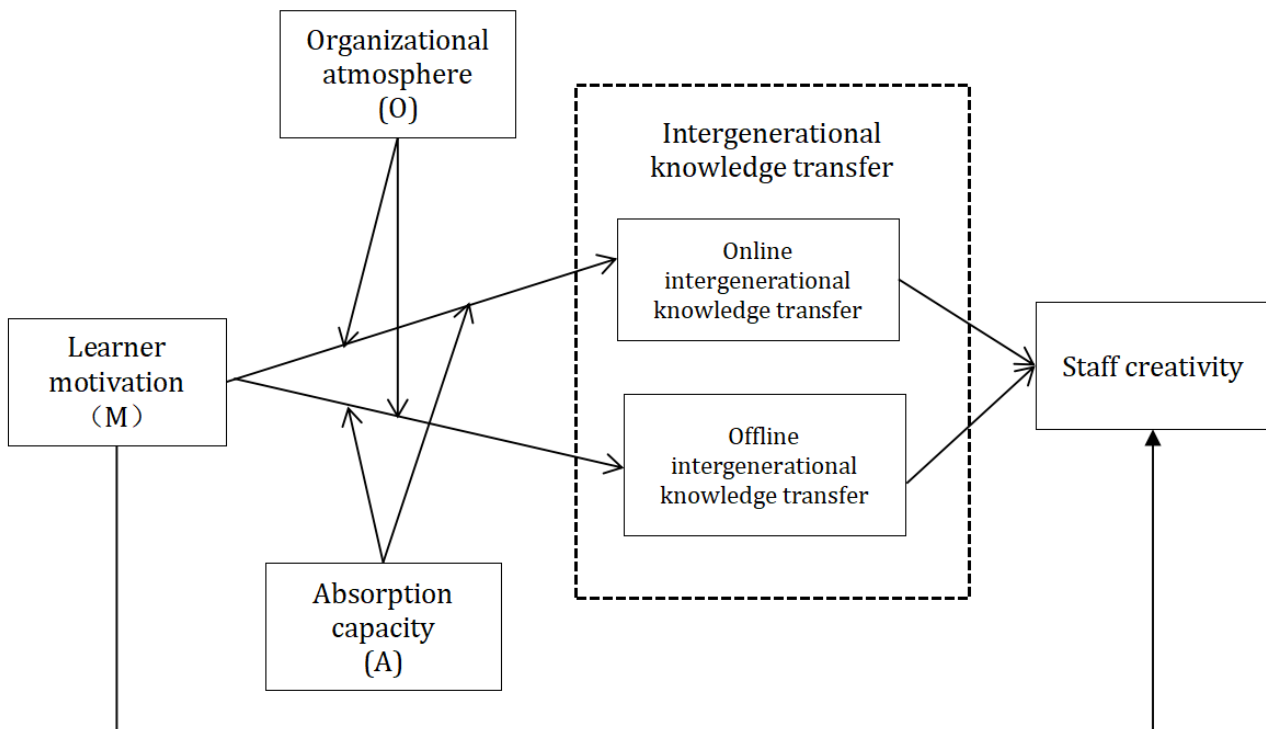 Organizational
atmosphere
(O)
Intergenerational
knowledge transfer
Online
intergenerational
knowledge transfer
Learner
motivation
（M）
Staff creativity
Offline
intergenerational
knowledge transfer
Absorption
capacity
(A)